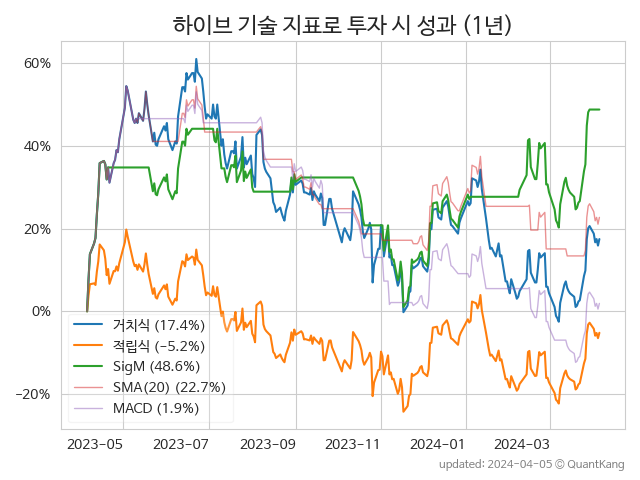 하이브 기술 지표로 투자 시 성과 (1년)
60%
40%
20%
0%
−20%
거치식 (17.4%)
적립식 (−5.2%)
SigM (48.6%)
SMA(20) (22.7%)
MACD (1.9%)
2023-05 2023-07 2023-09 2023-11 2024-01 2024-03
updated: 2024-04-05 © QuantKang